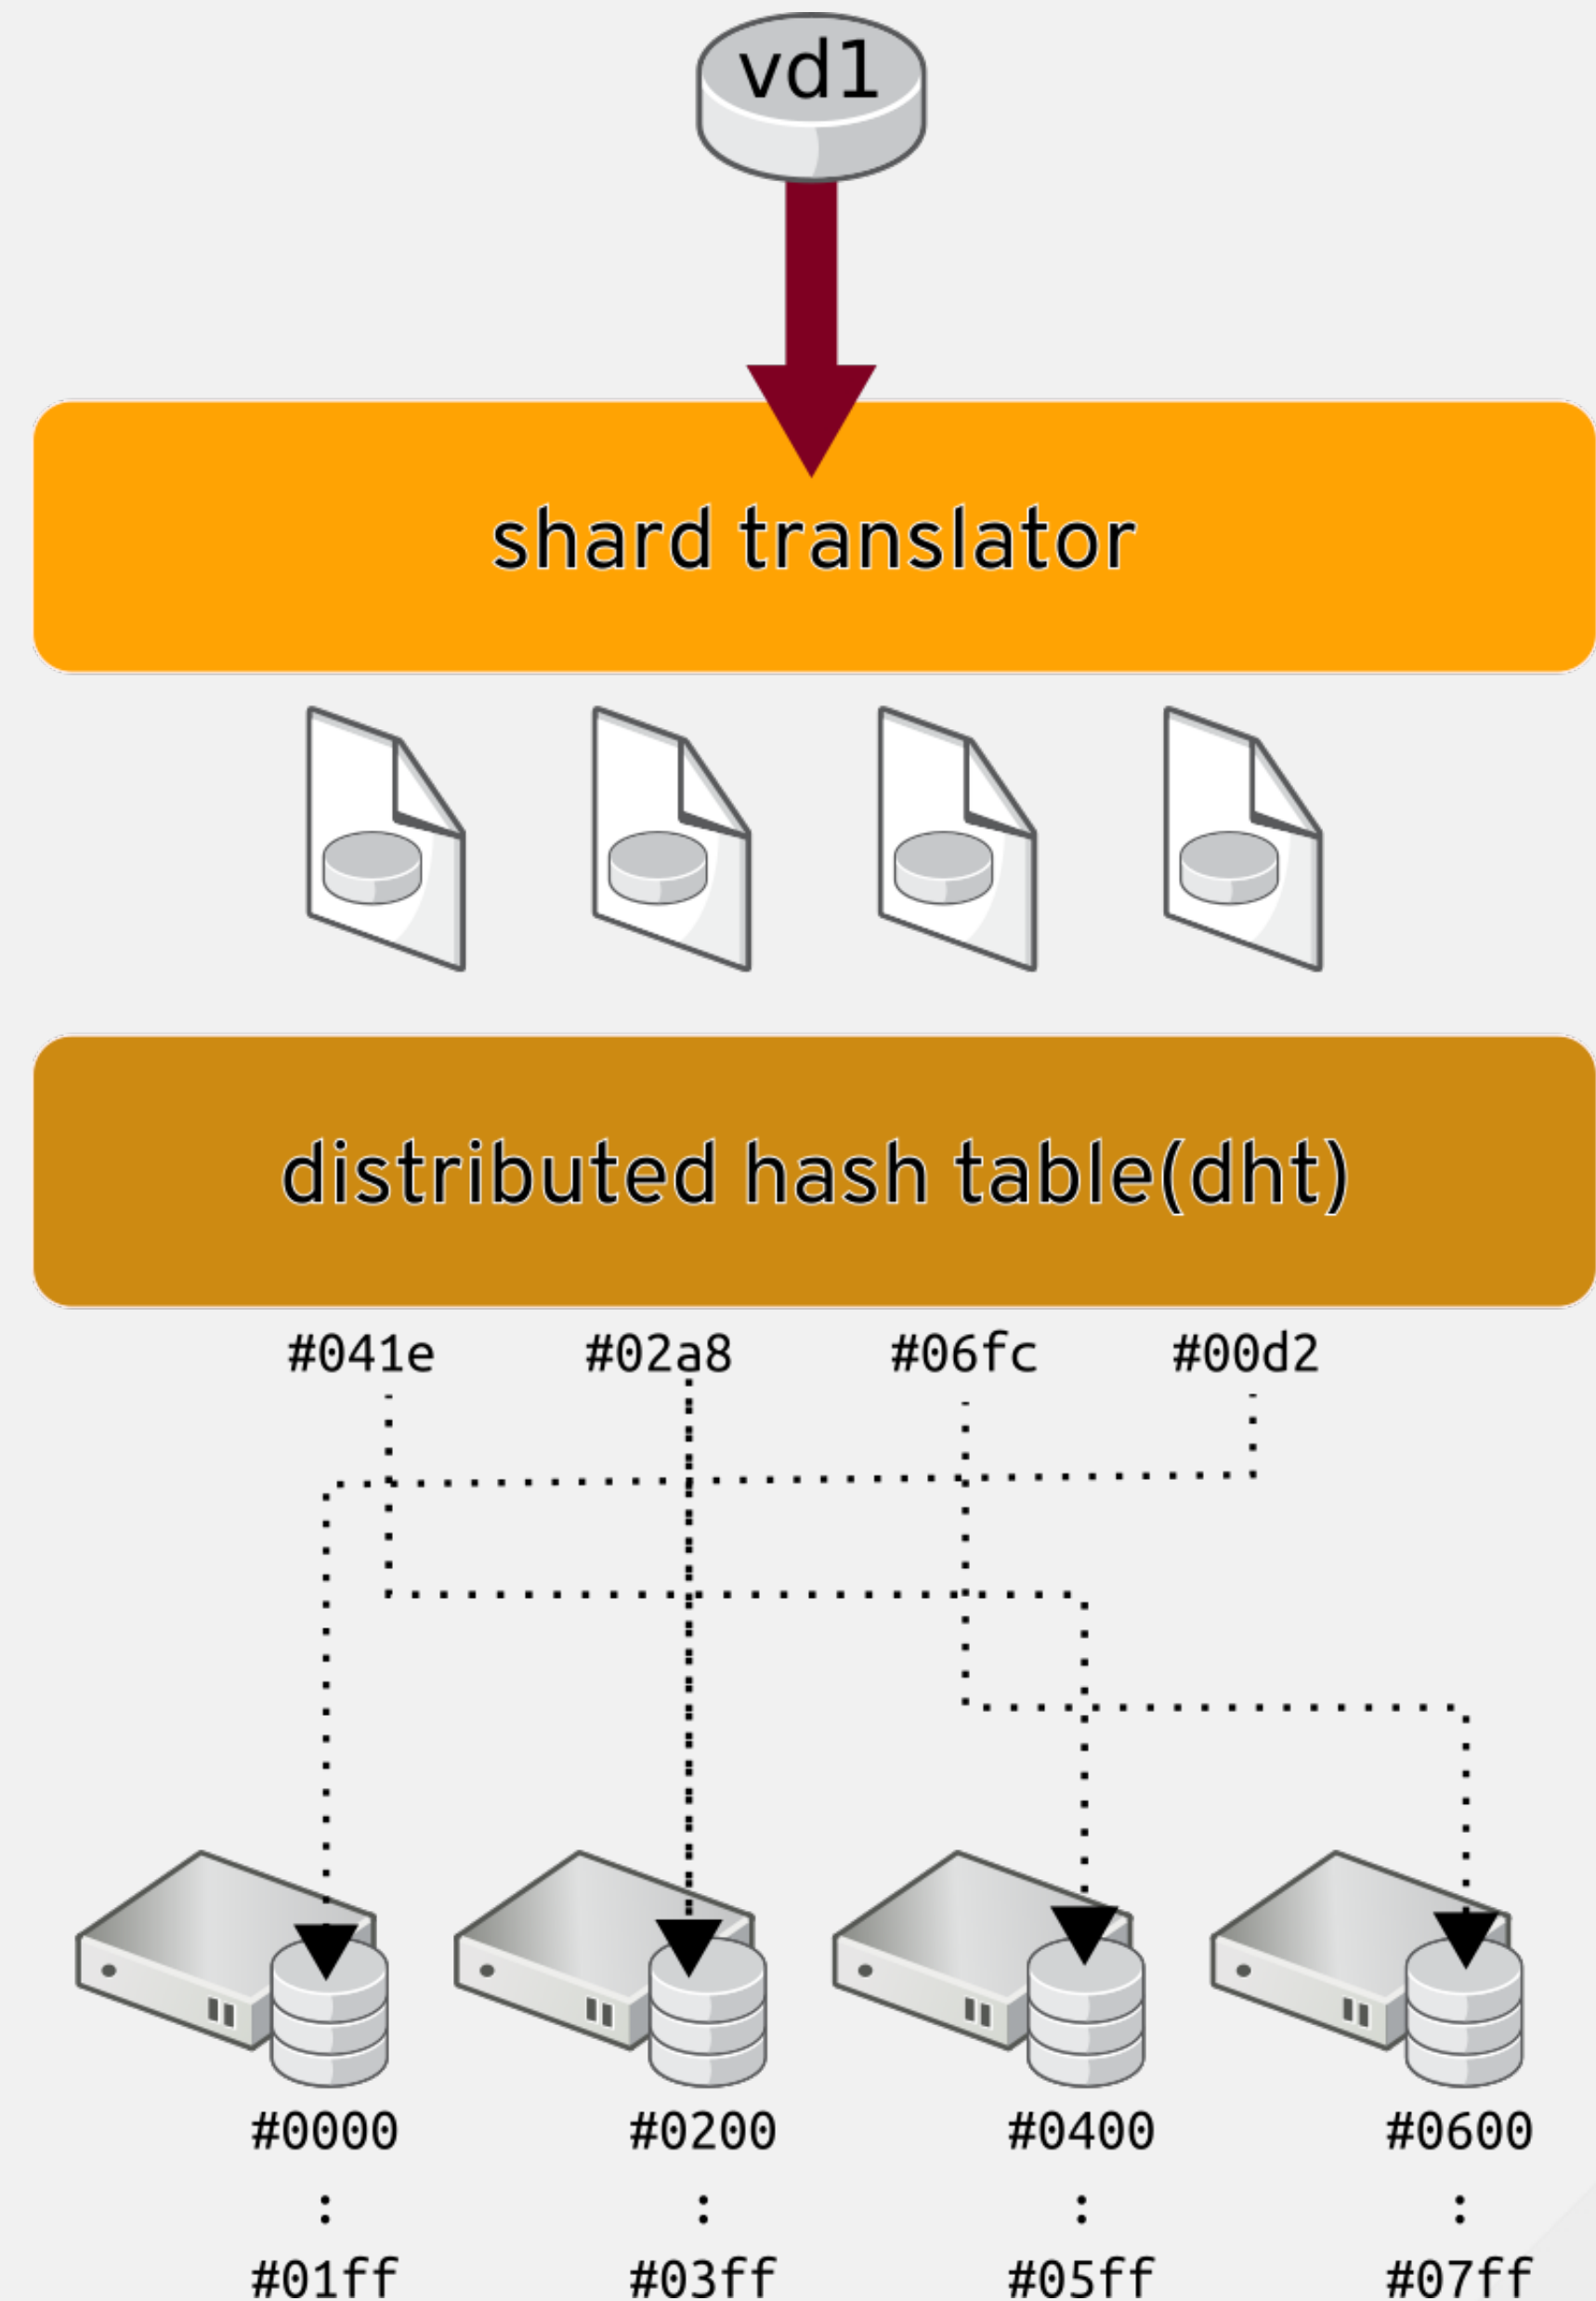 vd1
shard translator
distributed hash table(dht)
#041e #02a8 #06fc #00d2
#0000 #0200 #0400 #0600
: : : :
#01ff #03ff #05ff #07ff